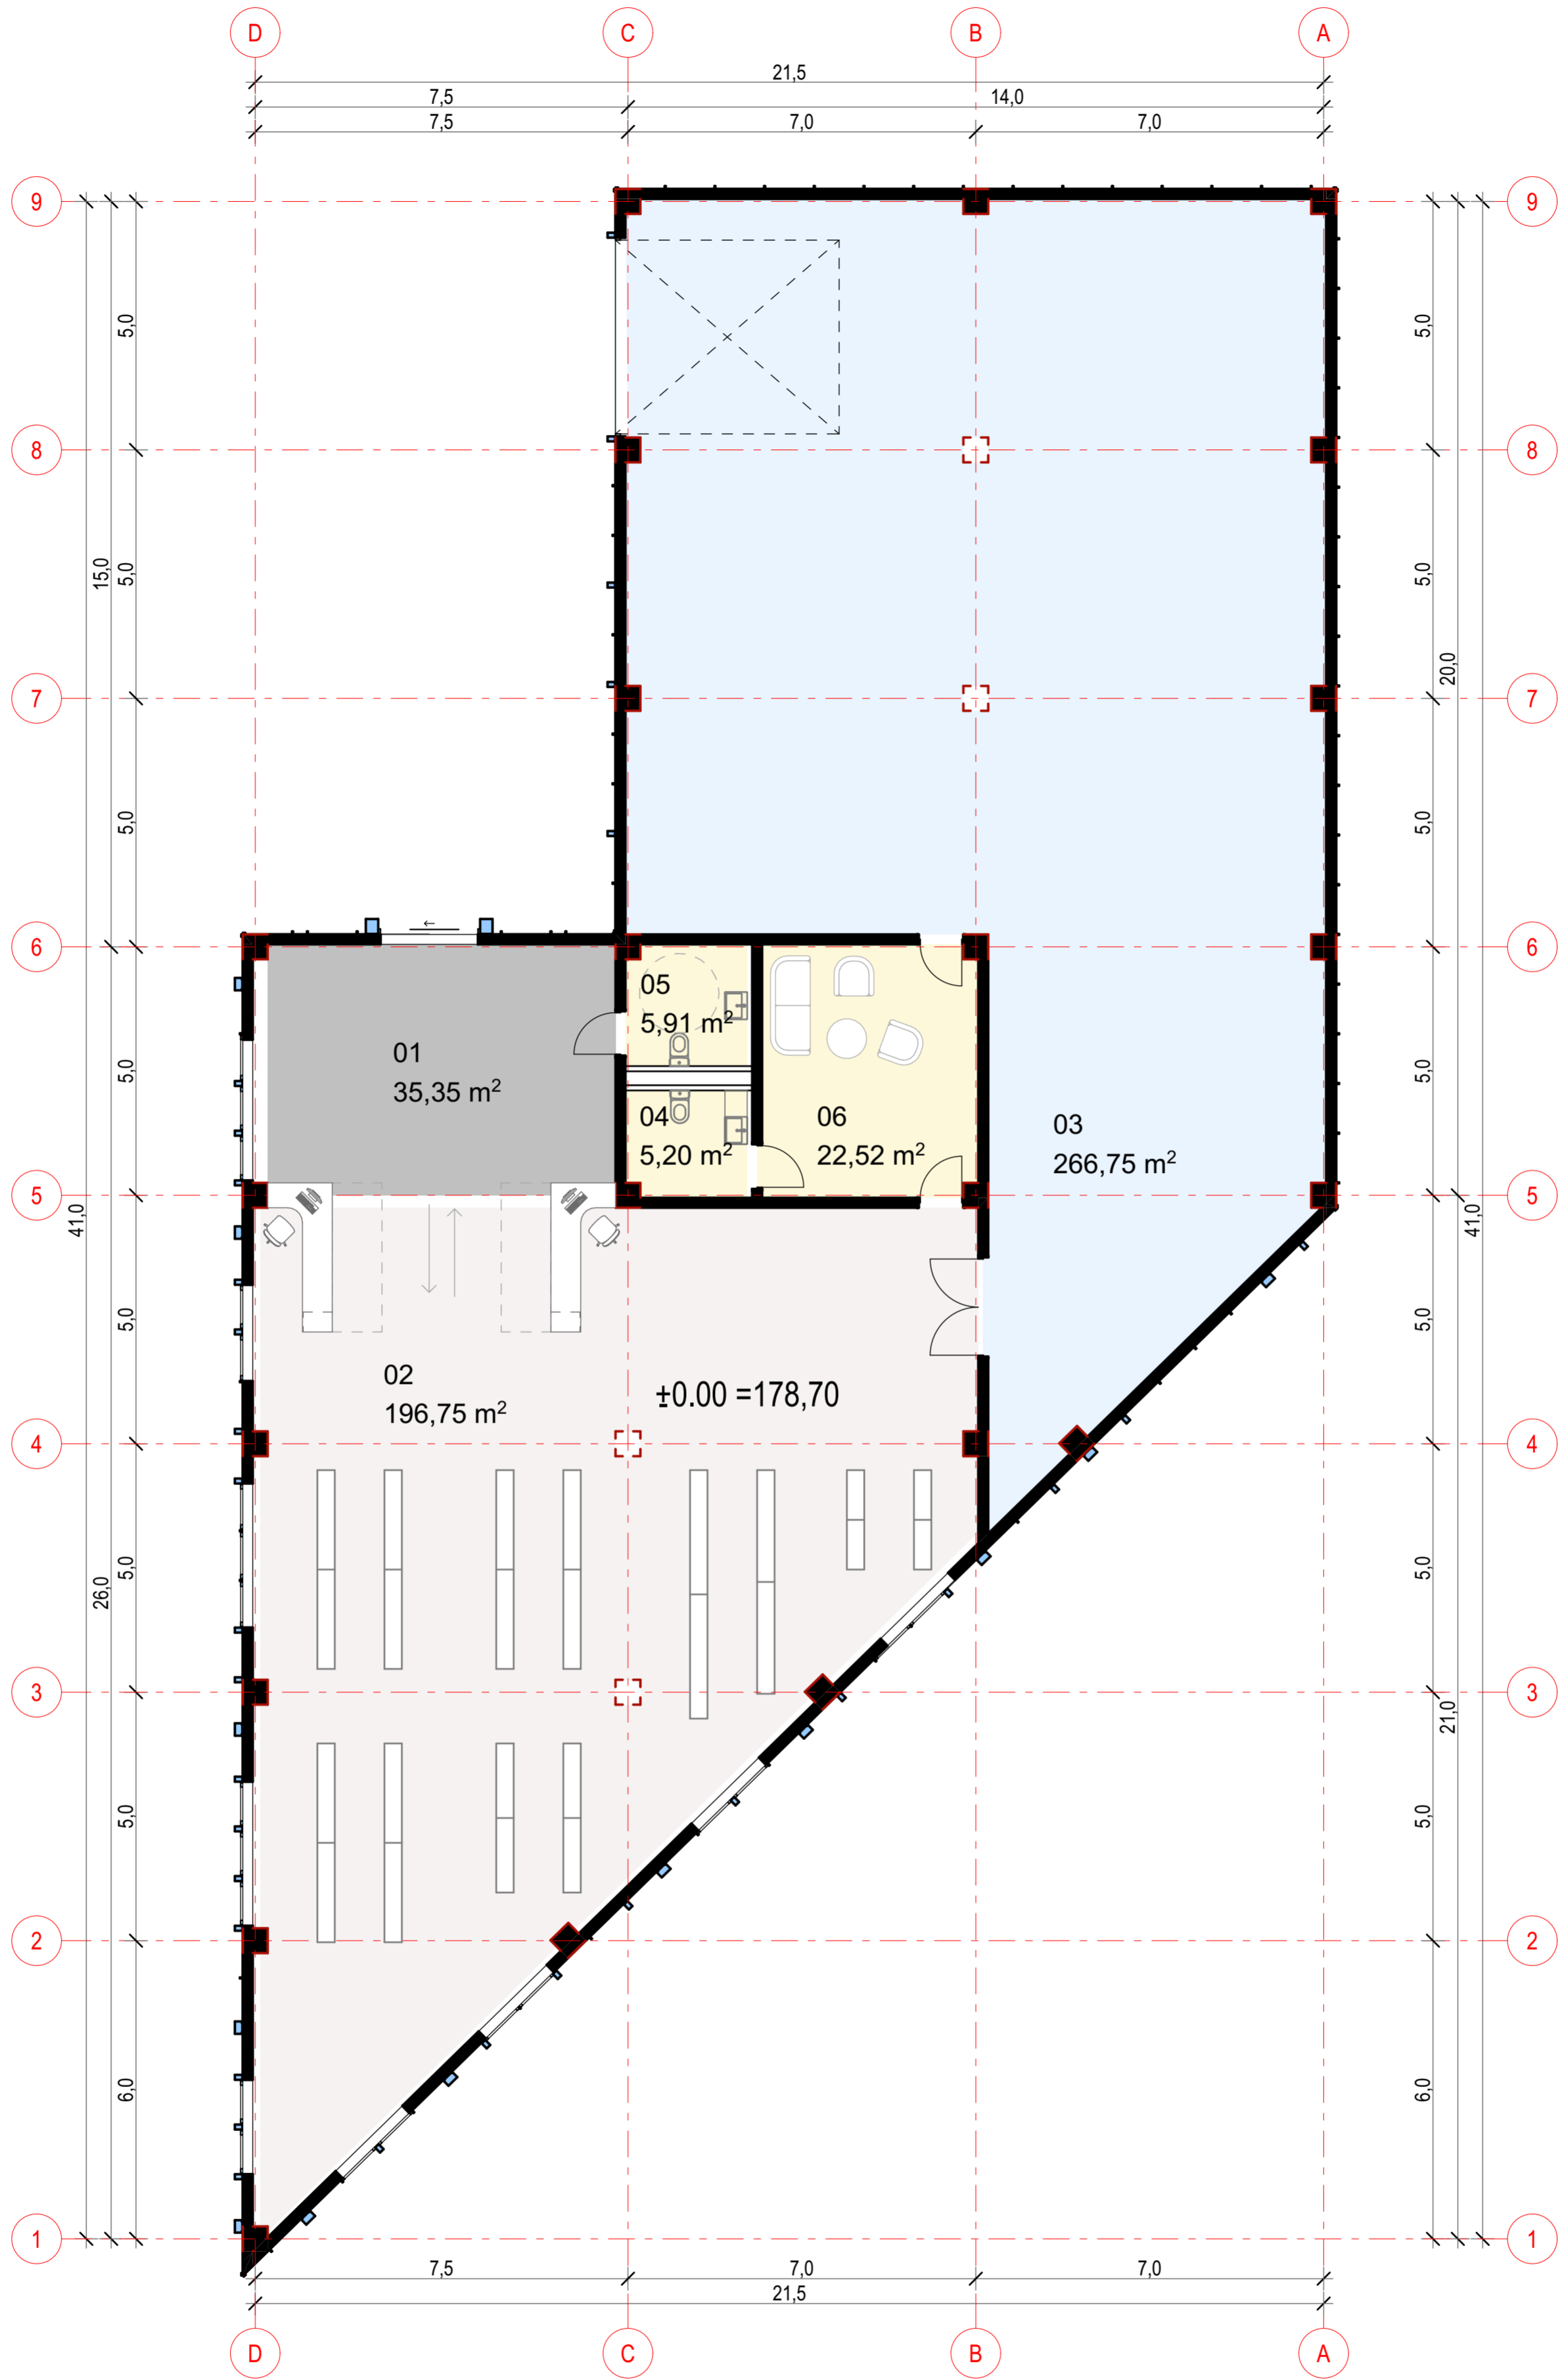 D C B A
21,5
7,5 14,0
7,5 7,0 7,0
9 9
5,0 5,0
8 8
15,0 5,0 5,0
20,0
7 7
5,0 5,0
6 6
05
5,91 m²
01
35,35 m²
5,0 5,0
04
5,20 m²
06
22,52 m²
03
266,75 m²
5 5
41,0 41,0
5,0 5,0
02
196,75 m²
±0.00 =178,70
4 4
26,0 5,0 5,0
3 3
21,0
5,0 5,0
2 2
6,0 6,0
1 1
7,5 7,0 7,0
21,5
D C B A